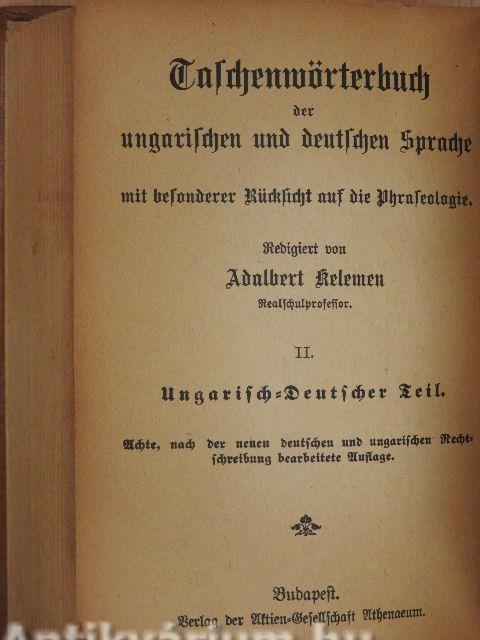 Taschenwörterbuch
der
ungarischen und deutschen Sprache
mit besonderer Rücksicht auf die Phraseologie.
Redigiert von
Adalbert Kelemen
Realschulprofessor.
II.
Ungarisch-Deutscher Teil.
Achte, nach der neuen deutschen und ungarischen Recht-
schreibung bearbeitete Auflage.
Budapest.
Verlag der Aktien-Gesellschaft Athenaeum.